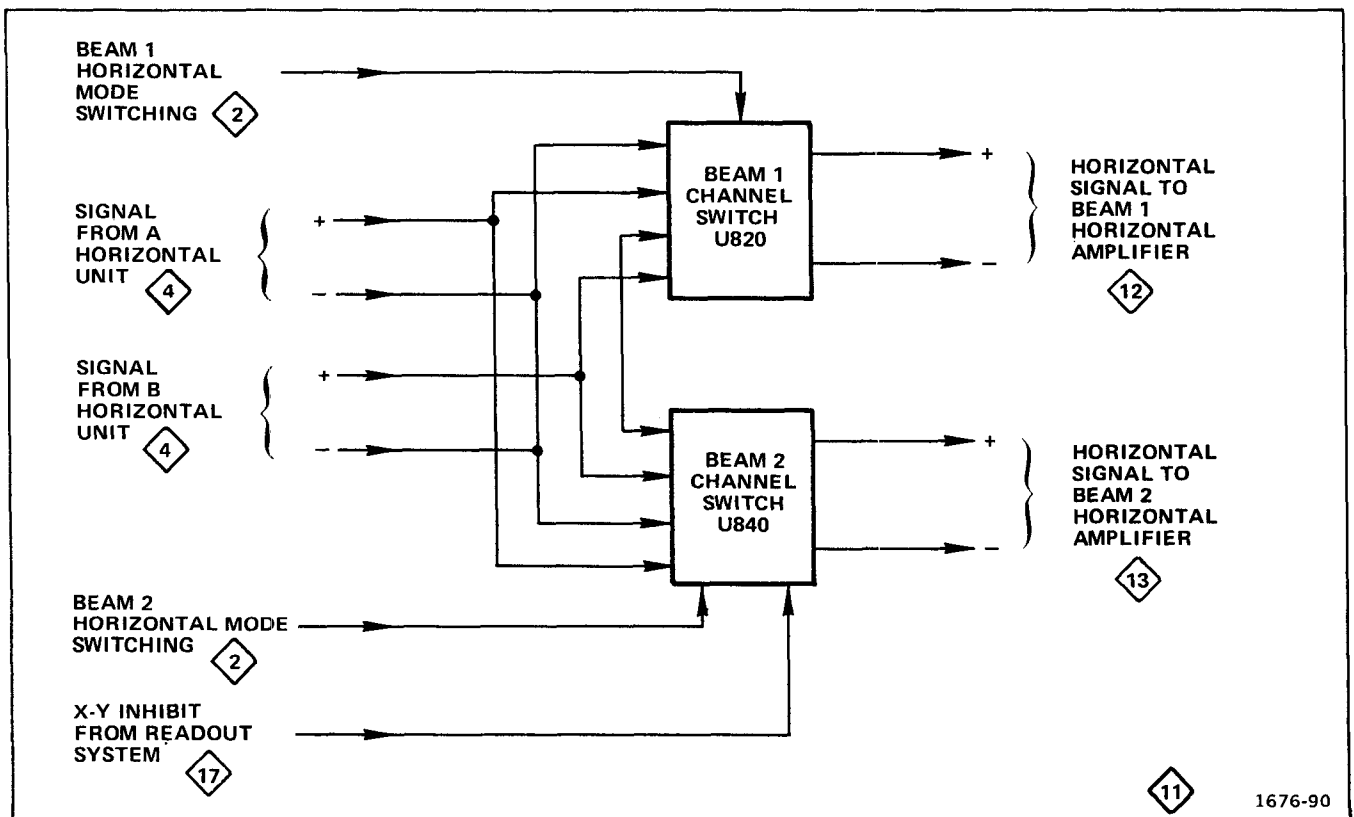 BEAM 1
HORIZONTAL
MODE
SWITCHING 2
SIGNAL
FROM A
HORIZONTAL
UNIT 4
+
−
SIGNAL
FROM B
HORIZONTAL
UNIT 4
+
−
BEAM 2
HORIZONTAL MODE
SWITCHING 2
X-Y INHIBIT
FROM READOUT
SYSTEM 17
BEAM 1
CHANNEL
SWITCH
U820
BEAM 2
CHANNEL
SWITCH
U840
+
−
HORIZONTAL
SIGNAL TO
BEAM 1
HORIZONTAL
AMPLIFIER
12
+
−
HORIZONTAL
SIGNAL TO
BEAM 2
HORIZONTAL
AMPLIFIER
13
11
1676-90